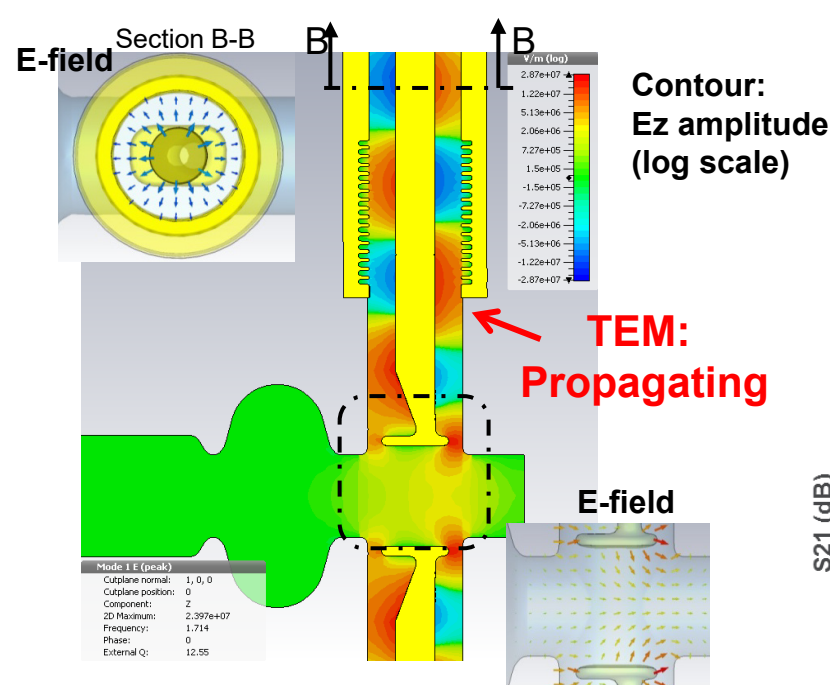 Section B-B
E-field
B
B
V/m (log)
2.87e+07
1.22e+07
5.13e+06
2.06e+06
7.27e+05
1.5e+05
-1.5e+05
-7.27e+05
-2.06e+06
-5.13e+06
-1.22e+07
-2.87e+07
Contour:
Ez amplitude
(log scale)
TEM:
Propagating
E-field
S21 (dB)
Mode 1 E (peak)
Cutplane normal: 1, 0, 0
Cutplane position: 0
Component: Z
2D Maximum: 2.397e+07
Frequency: 1.714
Phase: 0
External Q: 12.55